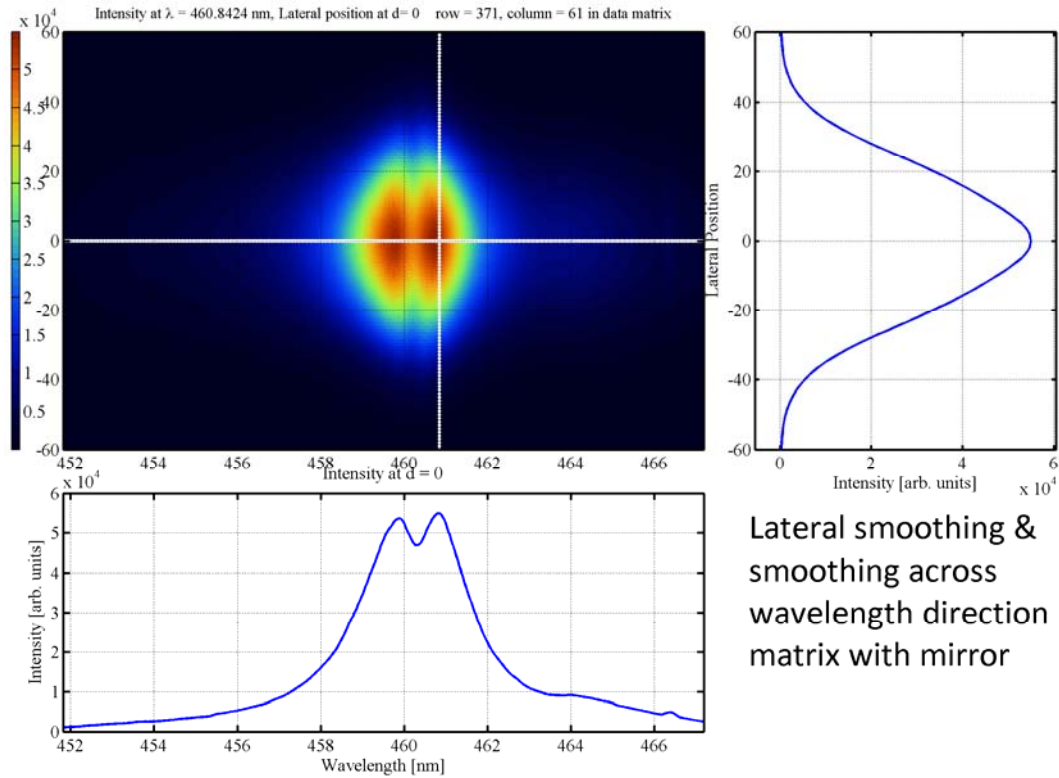 Intensity at λ = 460.8424 nm, Lateral position at d= 0 row = 371, column = 61 in data matrix
x 10^4
5
4.5
4
3.5
3
2.5
2
1.5
1
0.5
60
40
20
0
-20
-40
-60
452 454 456 458 460 462 464 466
60
40
20
0
-20
-40
-60
Lateral Position
0 2 4 60
Intensity [arb. units] x 10^4
Intensity at d = 0
x 10^4
6
5
4
3
2
1
0
Intensity [arb. units]
452 454 456 458 460 462 464 466
Wavelength [nm]
Lateral smoothing &
smoothing across
wavelength direction
matrix with mirror